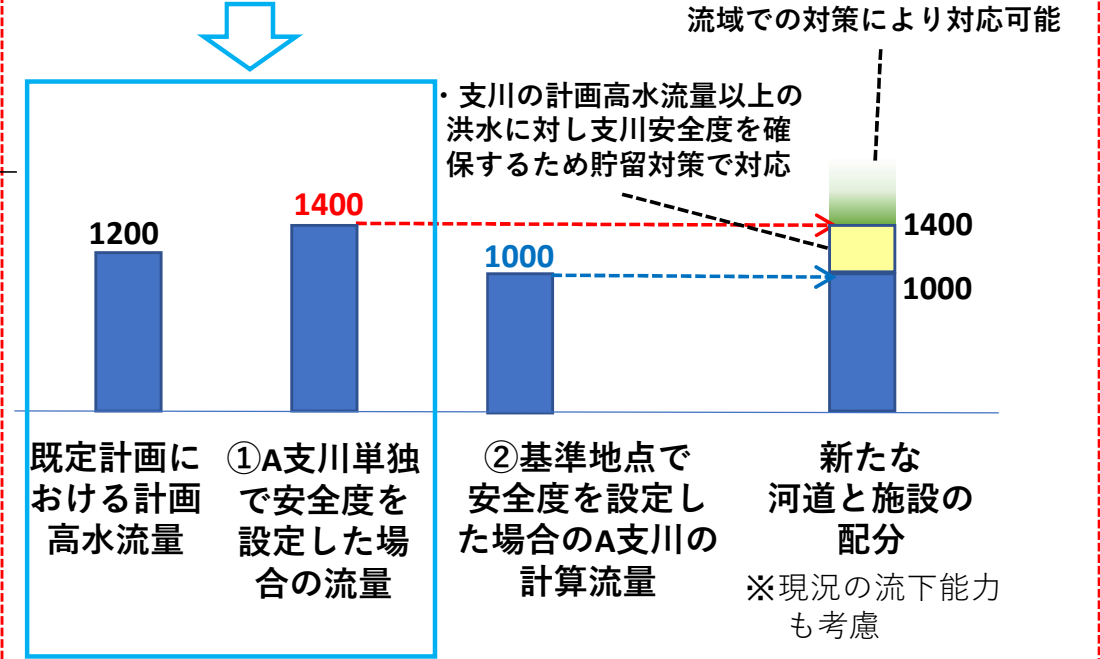 流域での対策により対応可能
・支川の計画高水流量以上の
洪水に対し支川安全度を確
保するため貯留対策で対応
1200
1400
1000
1400
1000
既定計画に
おける計画
高水流量
①A支川単独
で安全度を
設定した場
合の流量
②基準地点で
安全度を設定し
た場合のA支川の
計算流量
新たな
河道と施設の
配分
※現況の流下能力
も考慮